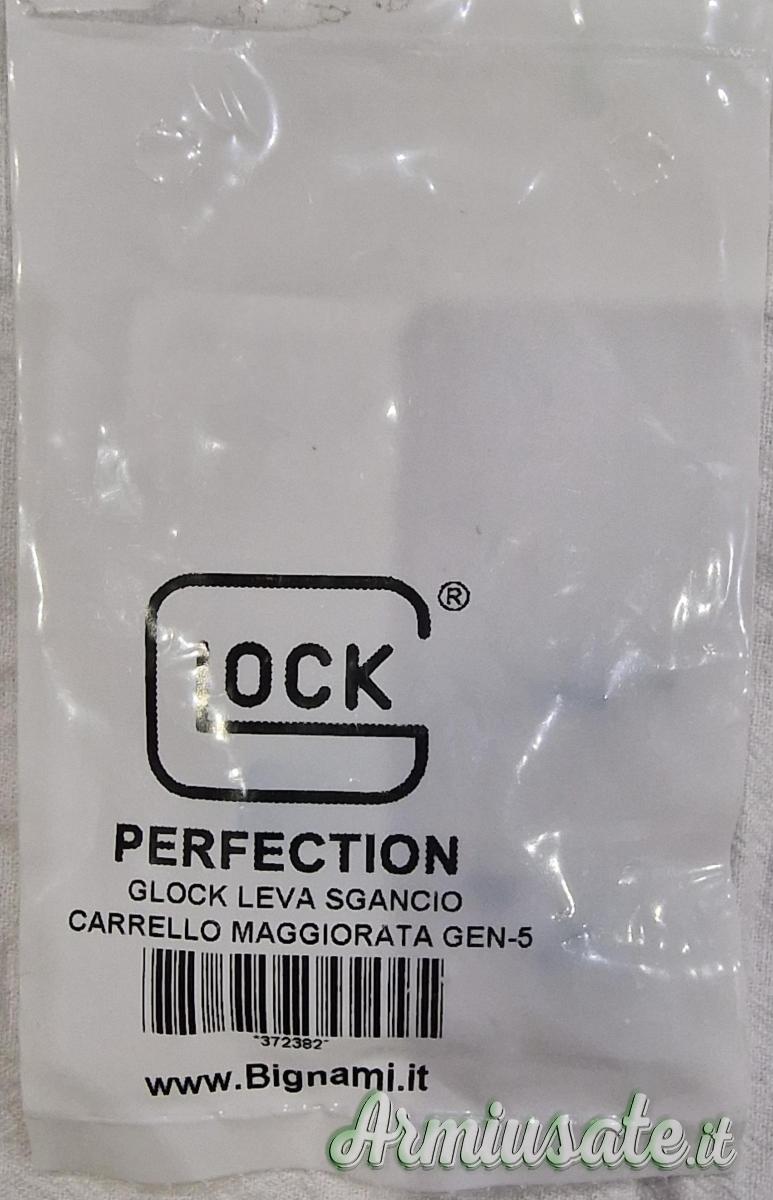 GLOCK
®
PERFECTION
GLOCK LEVA SGANCIO
CARRELLO MAGGIORATA GEN-5
*372382*
www.Bignami.it
Armiusate.it